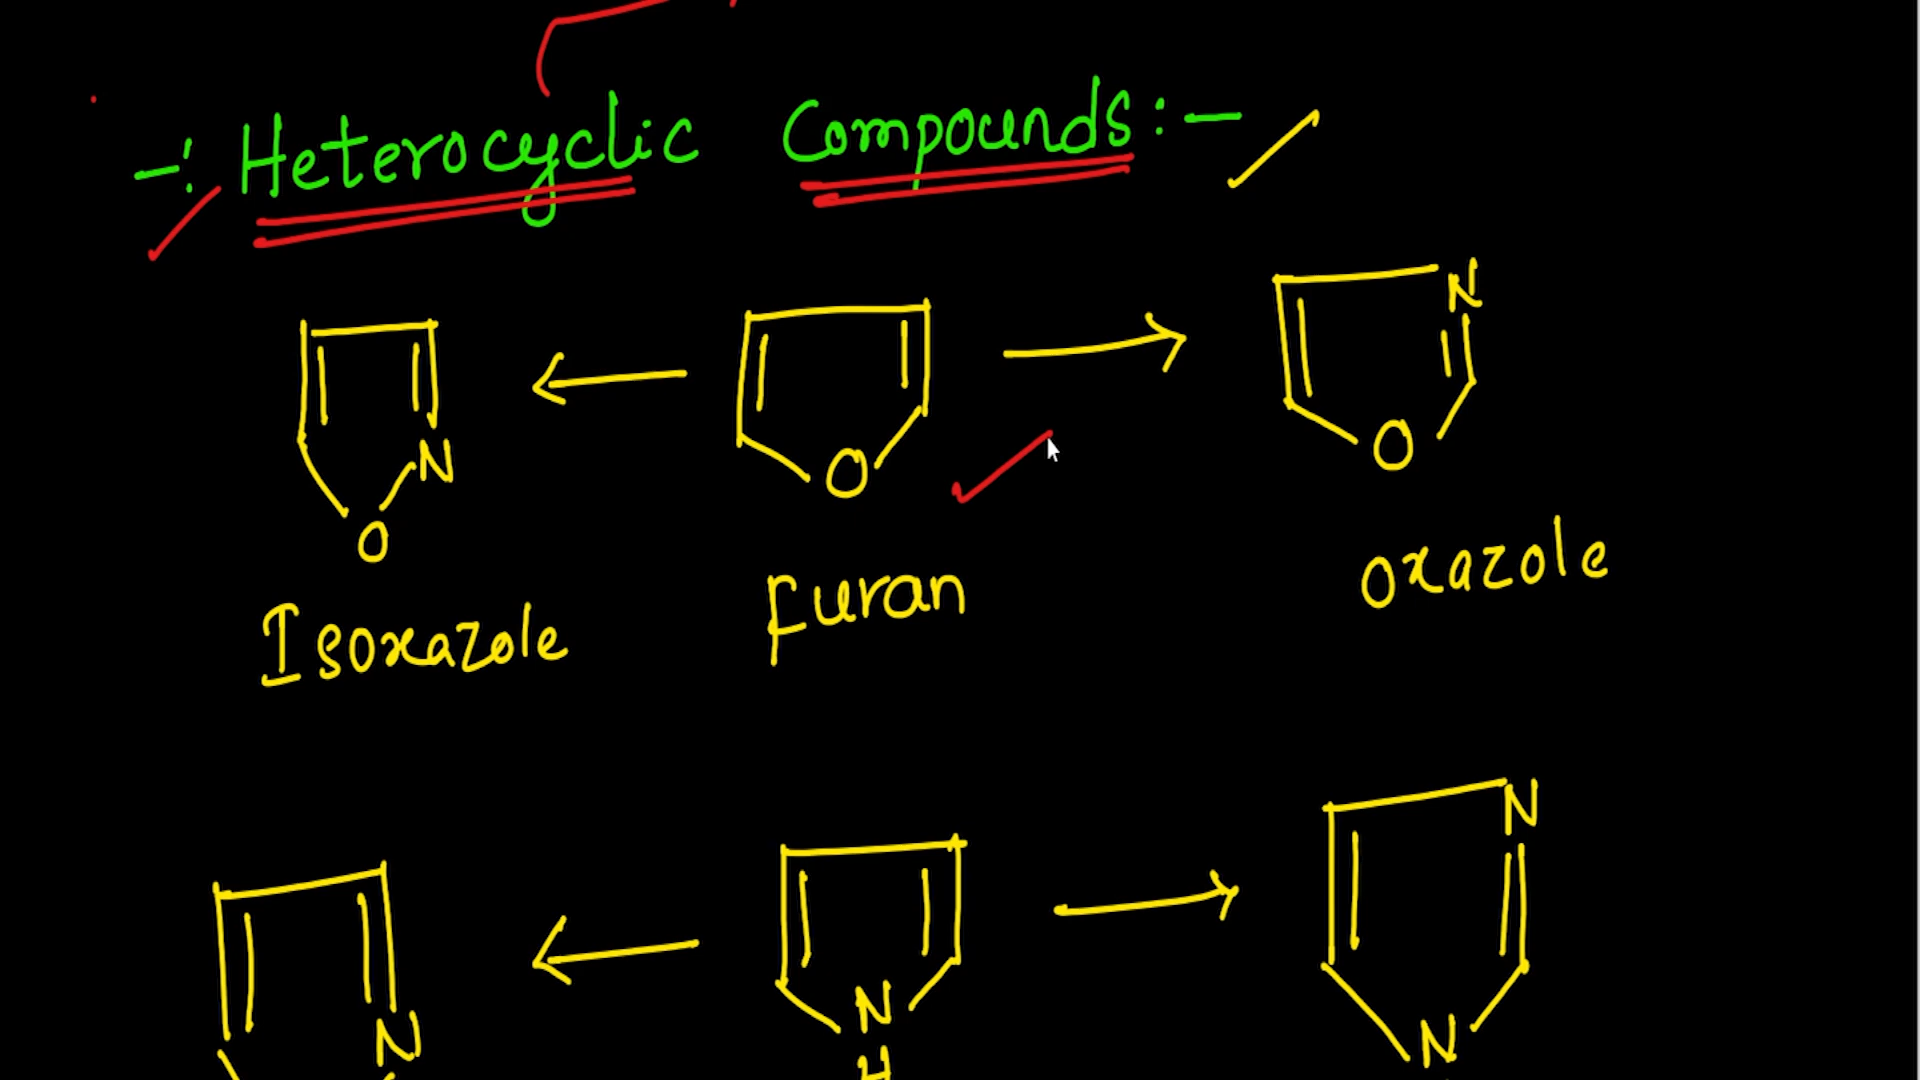 -: Heterocyclic Compounds:-
N
N
O
O
O
Isoxazole
furan
Oxazole
N
N
N
H
N